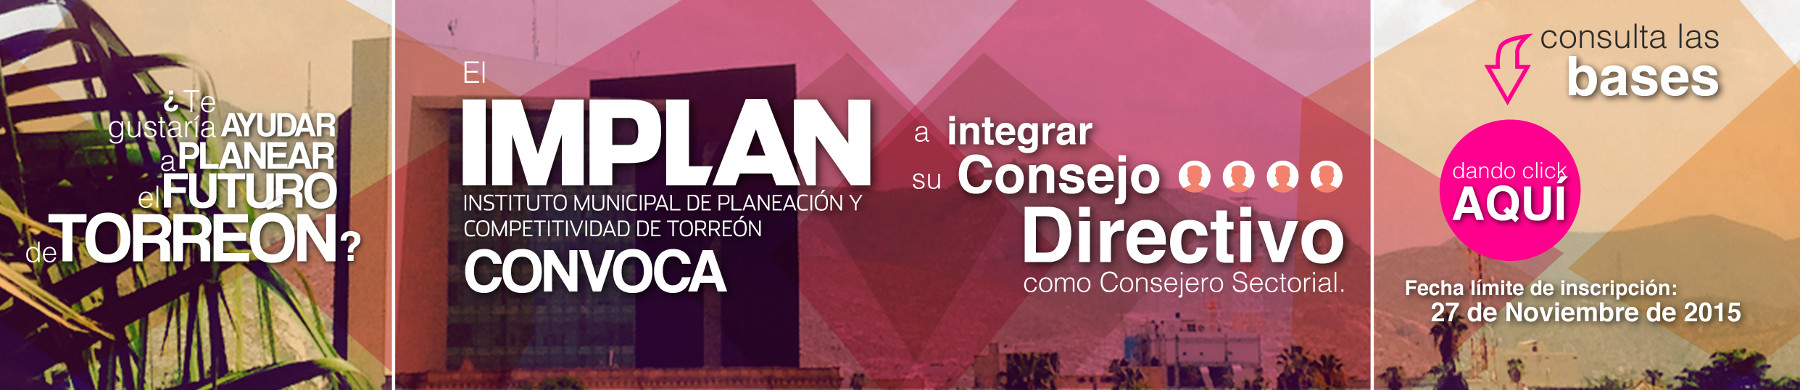 ¿Te
gustaría AYUDAR
a PLANEAR
el FUTURO
de TORREÓN?
El
IMPLAN
INSTITUTO MUNICIPAL DE PLANEACIÓN Y
COMPETITIVIDAD DE TORREÓN
CONVOCA
a integrar
su Consejo
Directivo
como Consejero Sectorial.
consulta las
bases
dando click
AQUÍ
Fecha límite de inscripción:
27 de Noviembre de 2015